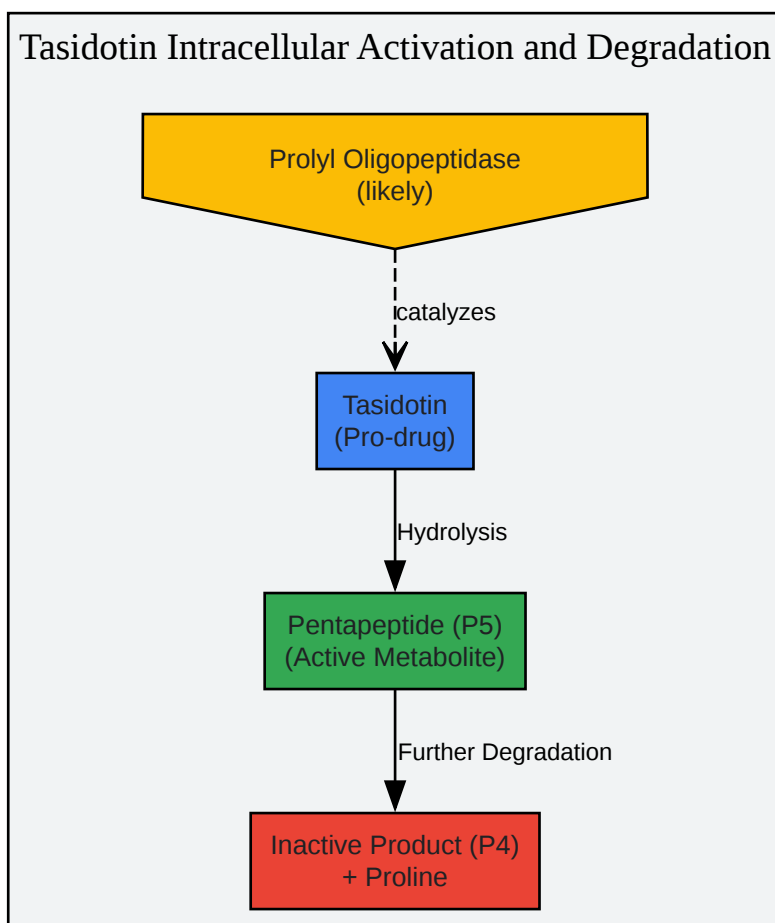 Tasidotin Intracellular Activation and Degradation
Prolyl Oligopeptidase
(likely)
catalyzes
Tasidotin
(Pro-drug)
Hydrolysis
Pentapeptide (P5)
(Active Metabolite)
Further Degradation
Inactive Product (P4)
+ Proline